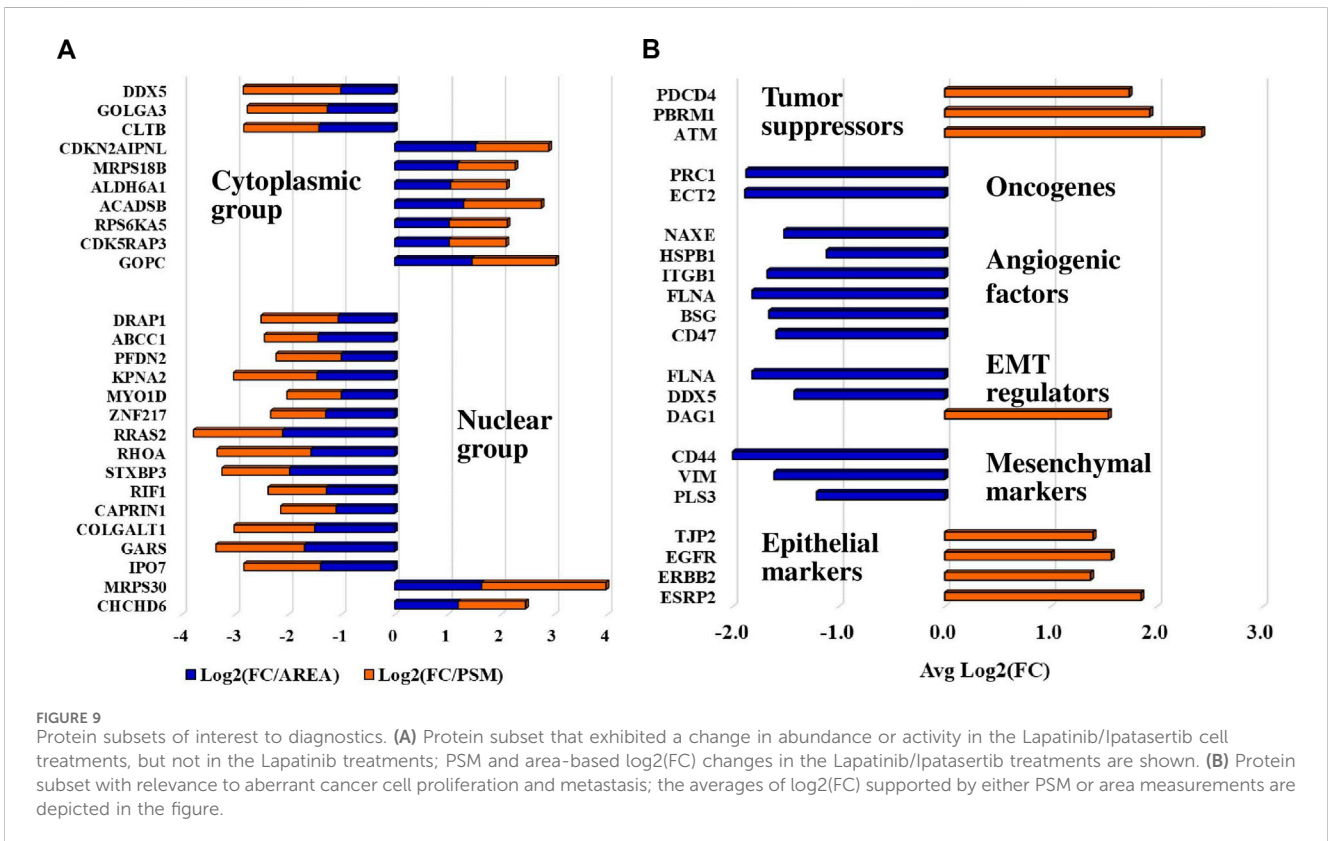 A
DDX5
GOLGA3
CLTB
CDKN2AIPNL
MRPS18B
ALDH6A1
ACADSB
RPS6KA5
CDK5RAP3
GOPC
Cytoplasmic
group
DRAP1
ABCC1
PFDN2
KPNA2
MYO1D
ZNF217
RRAS2
RHOA
STXBP3
RIF1
CAPRIN1
COLGALT1
GARS
IPO7
MRPS30
CHCHD6
Nuclear
group
-4 -3 -2 -1 0 1 2 3 4
Log2(FC/AREA) Log2(FC/PSM)
B
PDCD4
PBRM1
ATM
Tumor
suppressors
PRC1
ECT2
Oncogenes
NAXE
HSPB1
ITGB1
FLNA
BSG
CD47
Angiogenic
factors
FLNA
DDX5
DAG1
EMT
regulators
CD44
VIM
PLS3
Mesenchymal
markers
TJP2
EGFR
ERBB2
ESRP2
Epithelial
markers
-2.0 -1.0 0.0 1.0 2.0 3.0
Avg Log2(FC)
FIGURE 9
Protein subsets of interest to diagnostics. (A) Protein subset that exhibited a change in abundance or activity in the Lapatinib/Ipatasertib cell
treatments, but not in the Lapatinib treatments; PSM and area-based log2(FC) changes in the Lapatinib/Ipatasertib treatments are shown. (B) Protein
subset with relevance to aberrant cancer cell proliferation and metastasis; the averages of log2(FC) supported by either PSM or area measurements are
depicted in the figure.